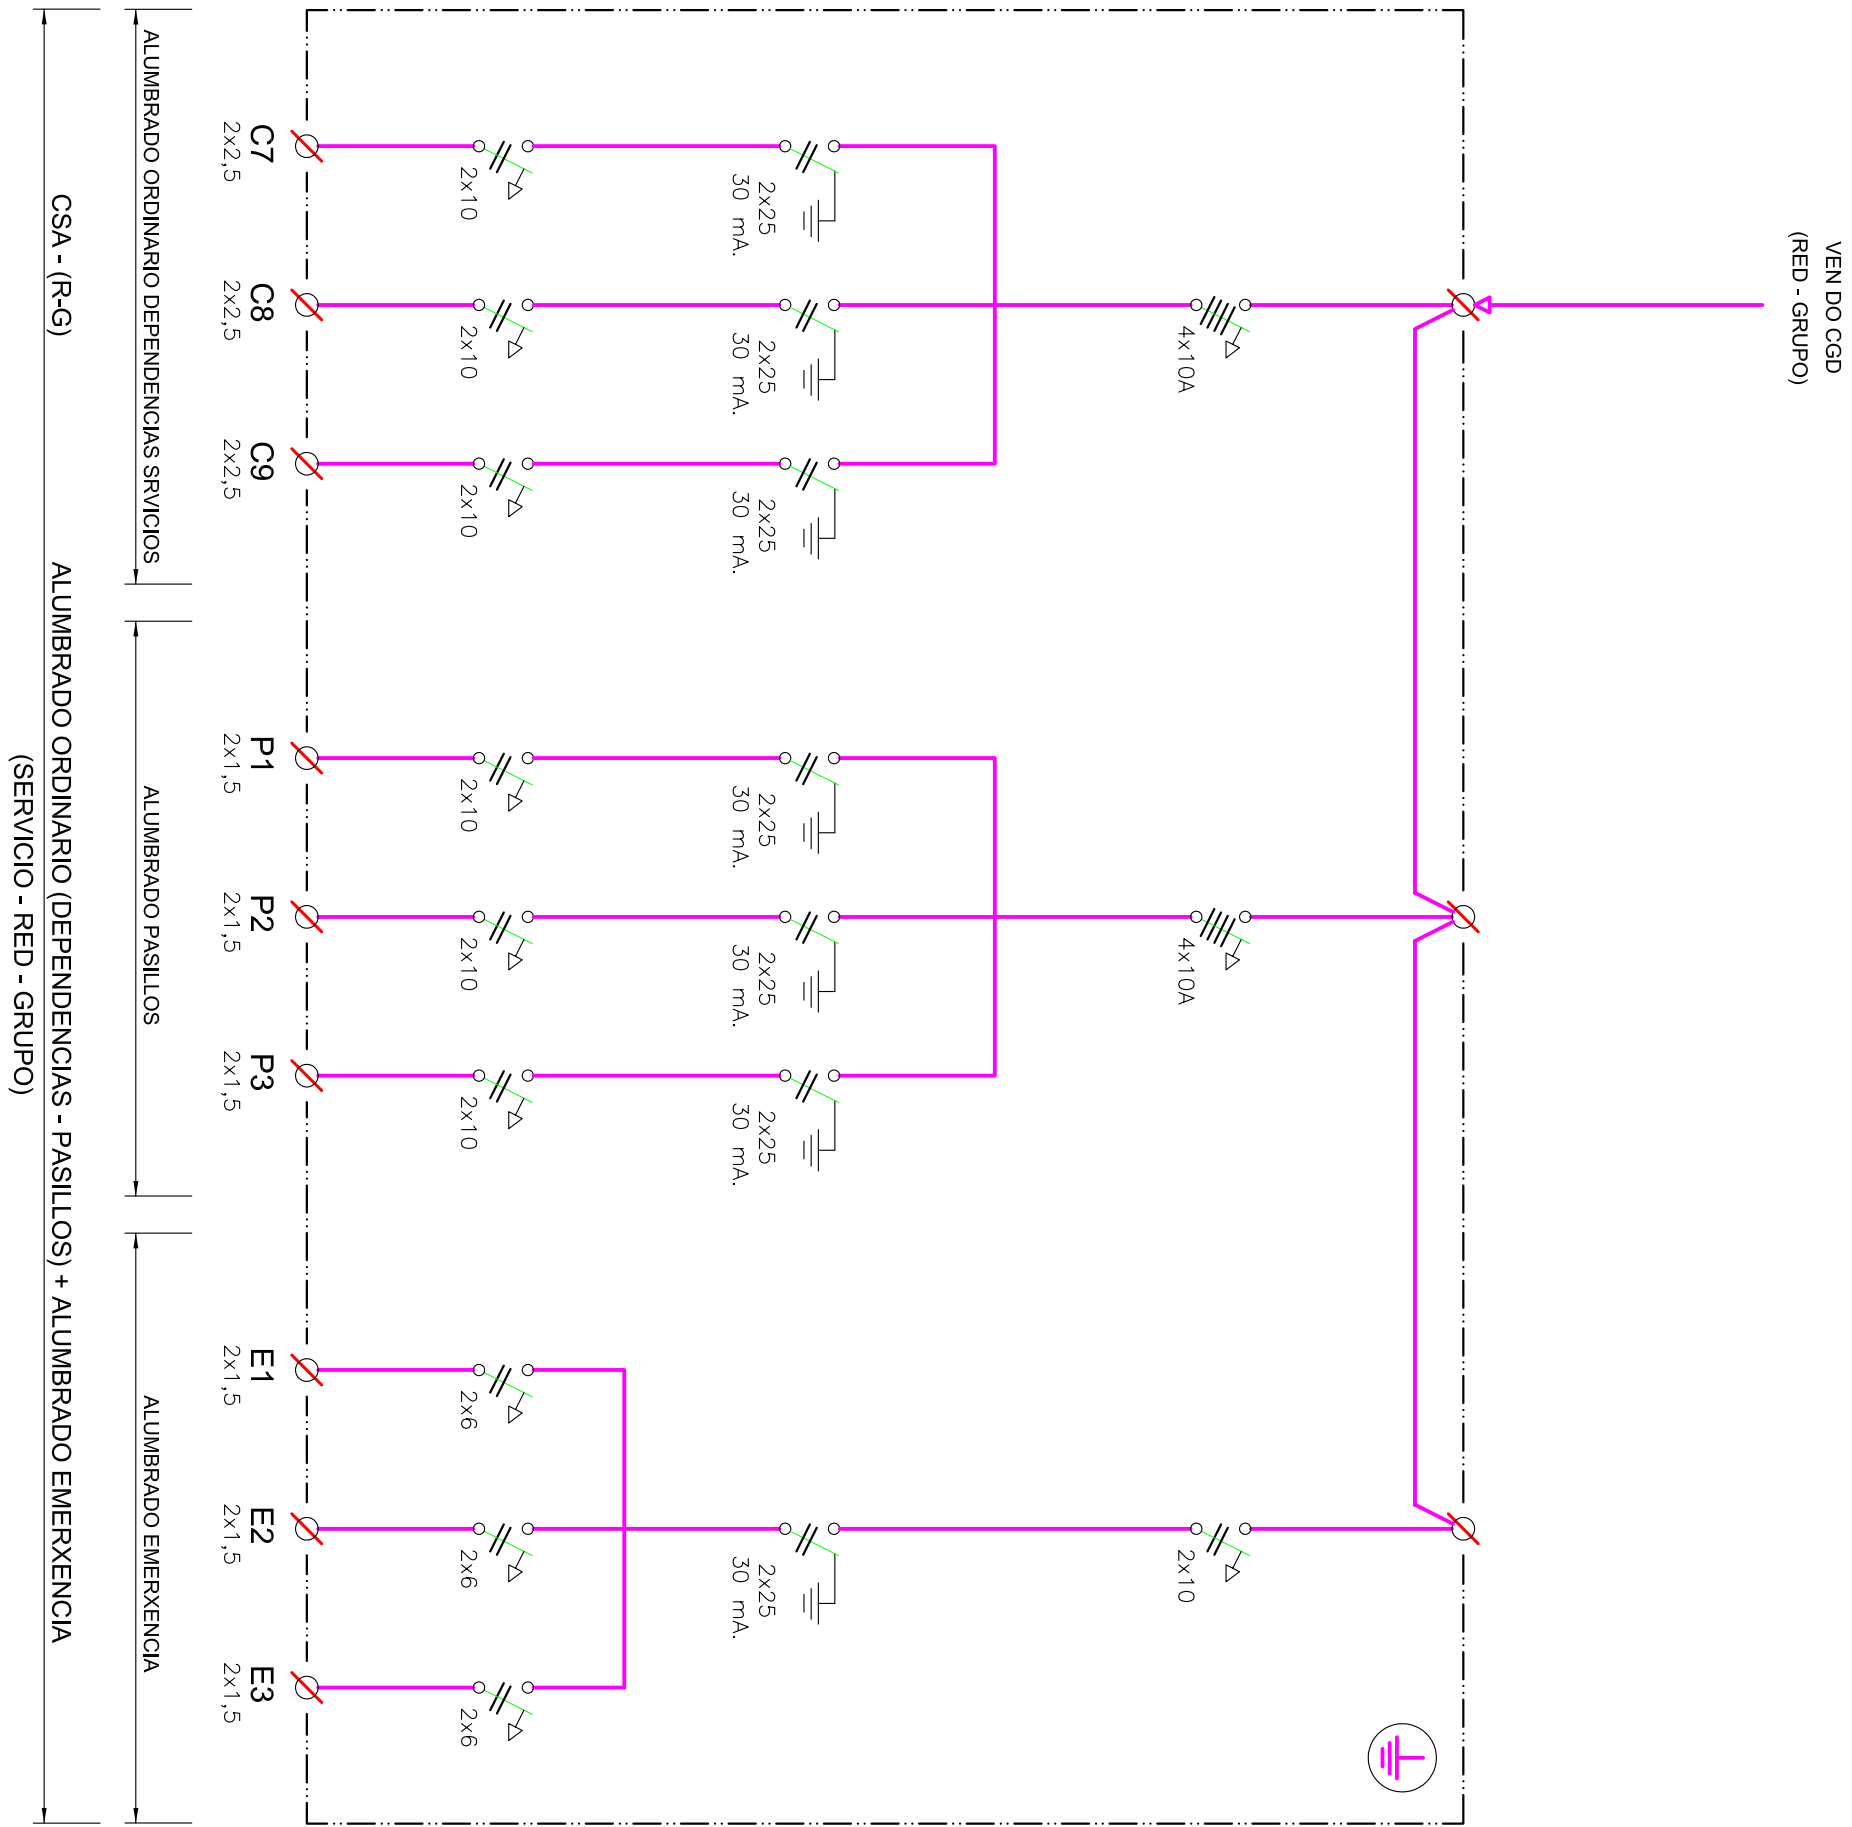 VEN DO CGD
(RED - GRUPO)
4x10A
4x10A
2x10
2x25
30 mA.
2x25
30 mA.
2x25
30 mA.
2x25
30 mA.
2x25
30 mA.
2x25
30 mA.
2x25
30 mA.
2x10
2x10
2x10
2x10
2x10
2x10
2x6
2x6
2x6
C7
2x2,5
C8
2x2,5
C9
2x2,5
P1
2x1,5
P2
2x1,5
P3
2x1,5
E1
2x1,5
E2
2x1,5
E3
2x1,5
ALUMBRADO ORDINARIO DEPENDENCIAS SRVICIOS
ALUMBRADO PASILLOS
ALUMBRADO EMERXENCIA
CSA - (R-G)
ALUMBRADO ORDINARIO (DEPENDENCIAS - PASILLOS) + ALUMBRADO EMERXENCIA
(SERVICIO - RED - GRUPO)